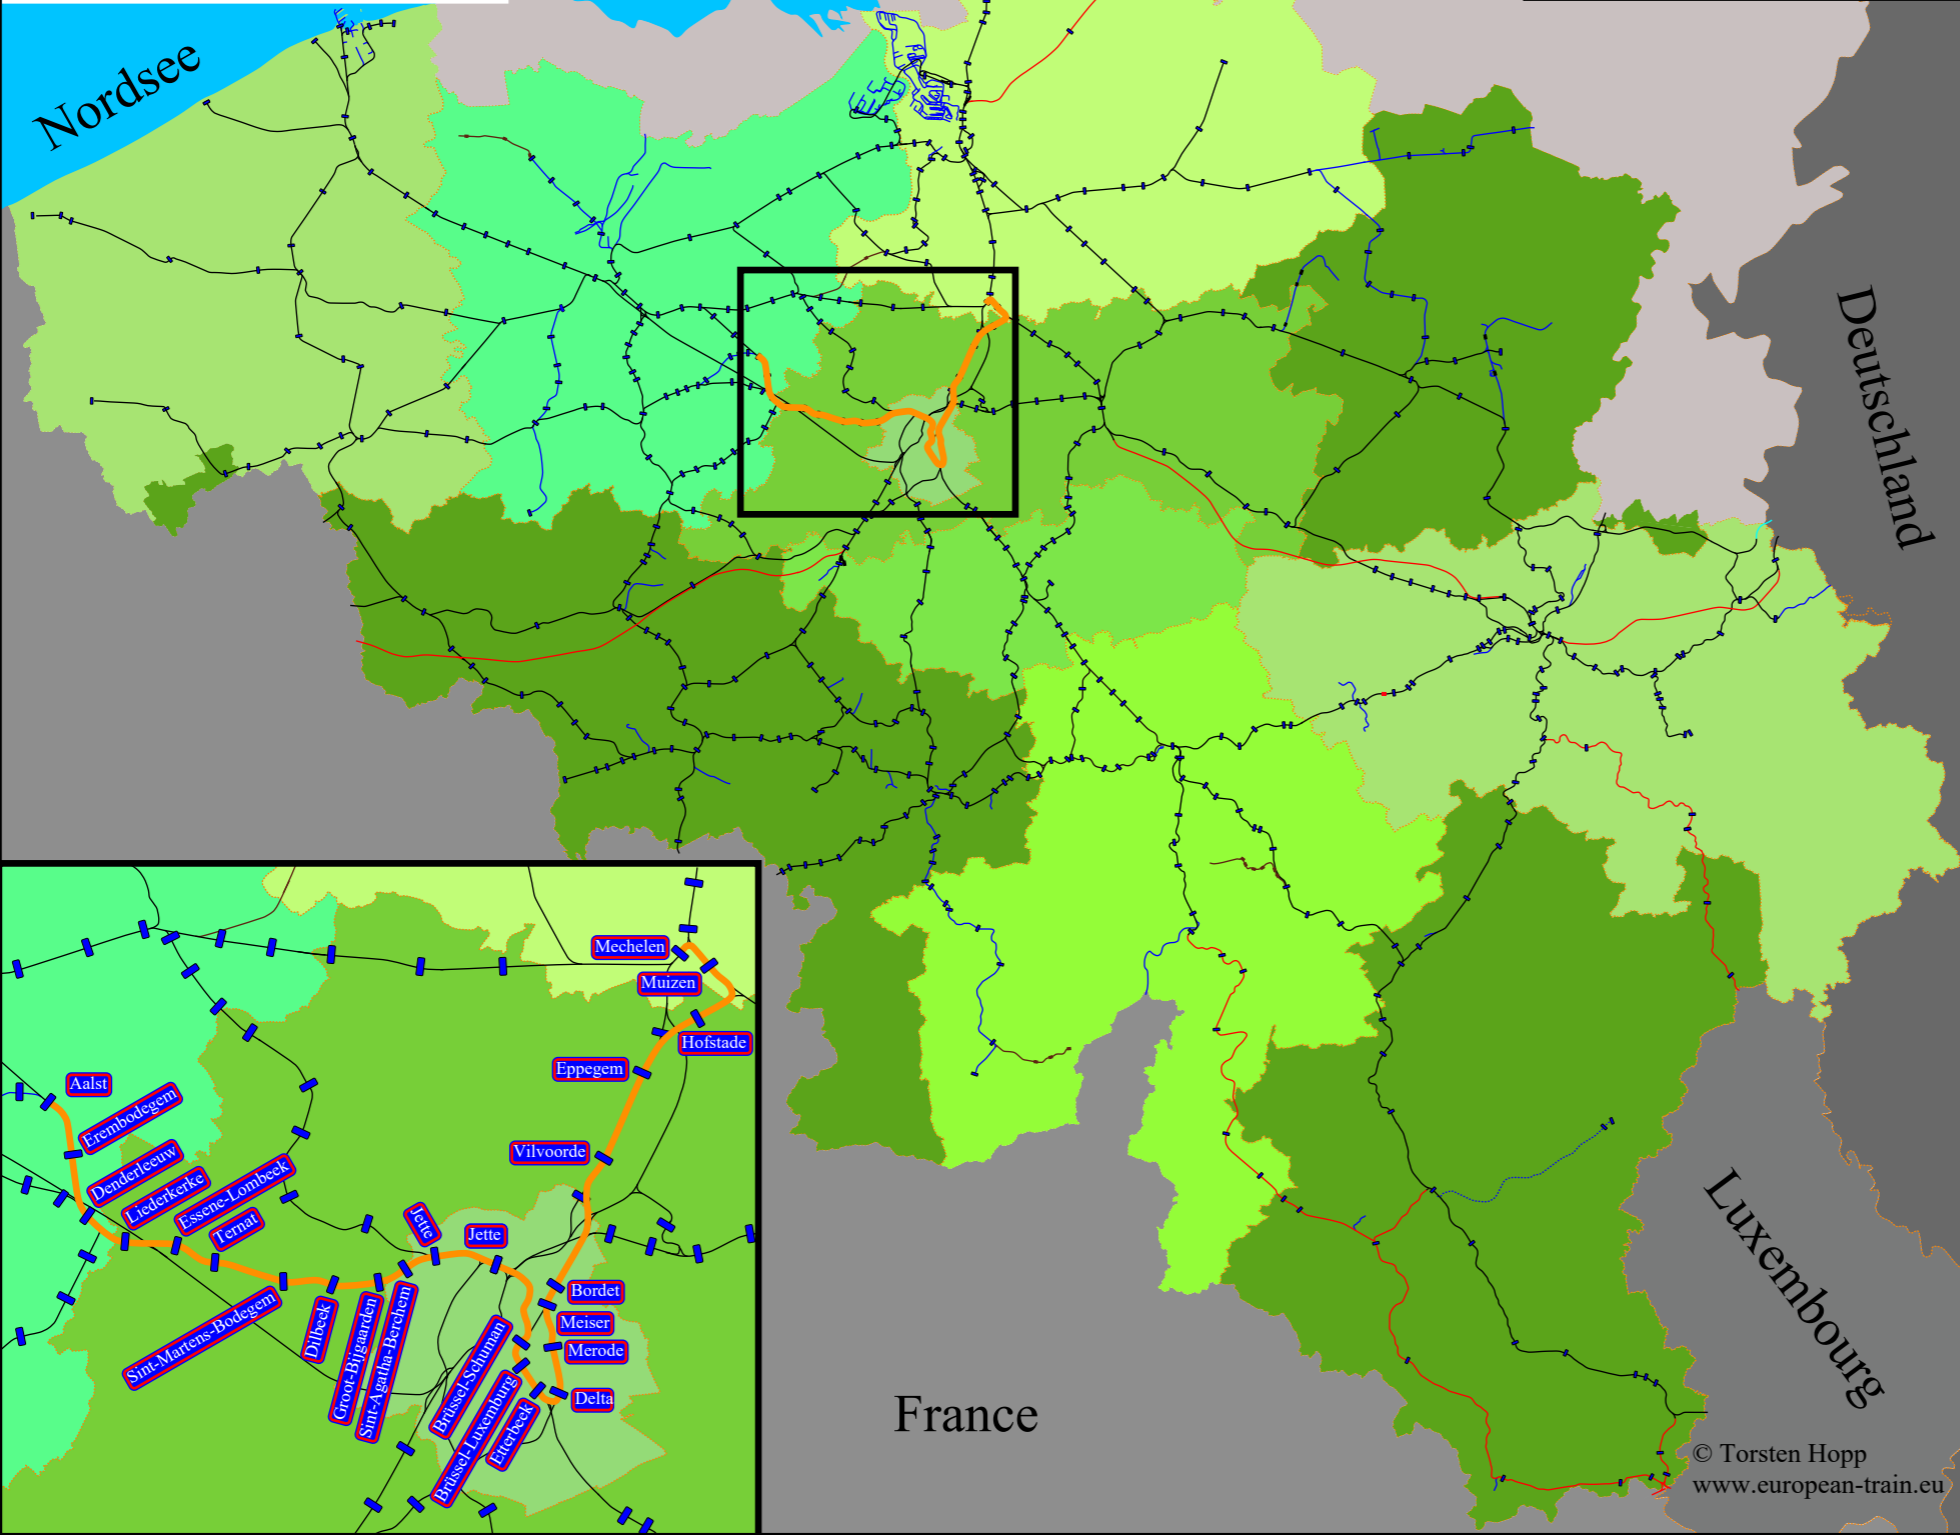 Nordsee
Deutschland
Mechelen
Muizen
Hofstade
Eppegem
Aalst
Erembodegem
Vilvoorde
Denderleeuw
Liederkerke
Essene-Lombeek
Ternat
Jette
Jette
Bordet
Meiser
Merode
Delta
Sint-Martens-Bodegem
Dilbeck
Groot-Bijgaarden
Sint-Agatha-Berchem
Brüssel-Schuman
Brüssel-Luxemburg
Etterbeek
France
Luxembourg
© Torsten Hopp
www.european-train.eu